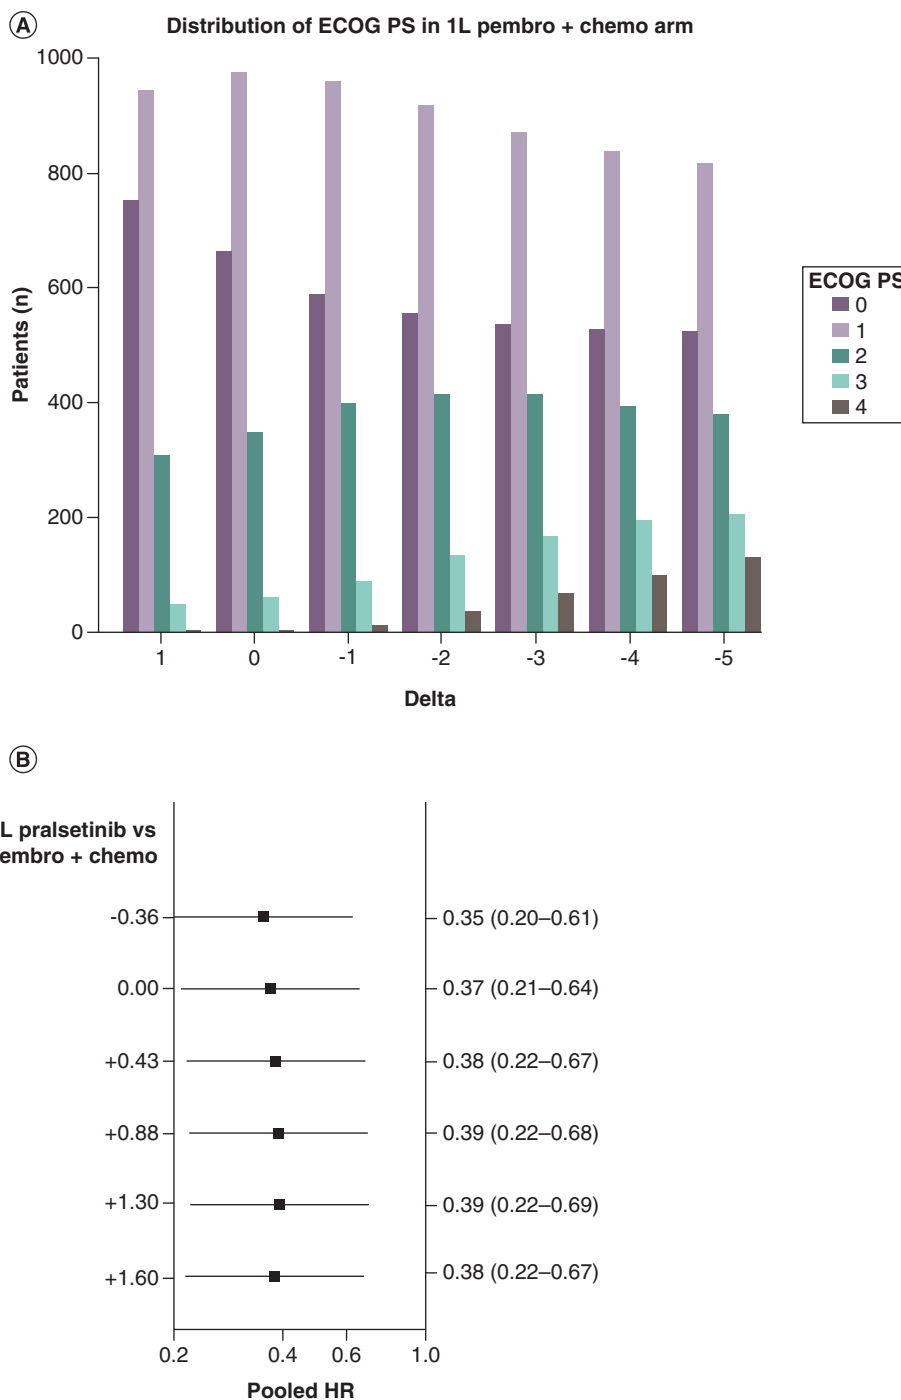 A
Distribution of ECOG PS in 1L pembro + chemo arm
1000
800
600
400
200
0
Patients (n)
1 0 -1 -2 -3 -4 -5
Delta
ECOG PS
0
1
2
3
4
B
L pralsetinib vs
embro + chemo
-0.36 0.35 (0.20–0.61)
0.00 0.37 (0.21–0.64)
+0.43 0.38 (0.22–0.67)
+0.88 0.39 (0.22–0.68)
+1.30 0.39 (0.22–0.69)
+1.60 0.38 (0.22–0.67)
0.2 0.4 0.6 1.0
Pooled HR